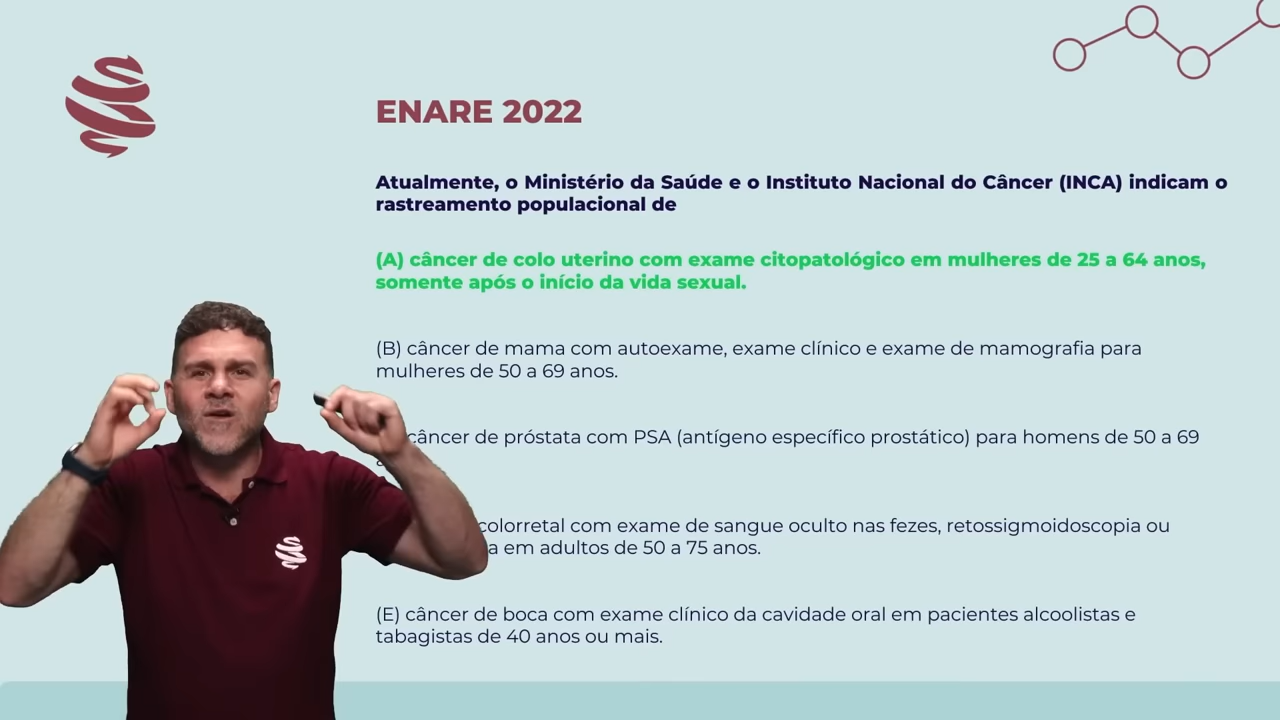 ENARE 2022
Atualmente, o Ministério da Saúde e o Instituto Nacional do Câncer (INCA) indicam o
rastreamento populacional de
(A) câncer de colo uterino com exame citopatológico em mulheres de 25 a 64 anos,
somente após o início da vida sexual.
(B) câncer de mama com autoexame, exame clínico e exame de mamografia para
mulheres de 50 a 69 anos.
câncer de próstata com PSA (antígeno específico prostático) para homens de 50 a 69
colorretal com exame de sangue oculto nas fezes, retossigmoidoscopia ou
em adultos de 50 a 75 anos.
(E) câncer de boca com exame clínico da cavidade oral em pacientes alcoolistas e
tabagistas de 40 anos ou mais.